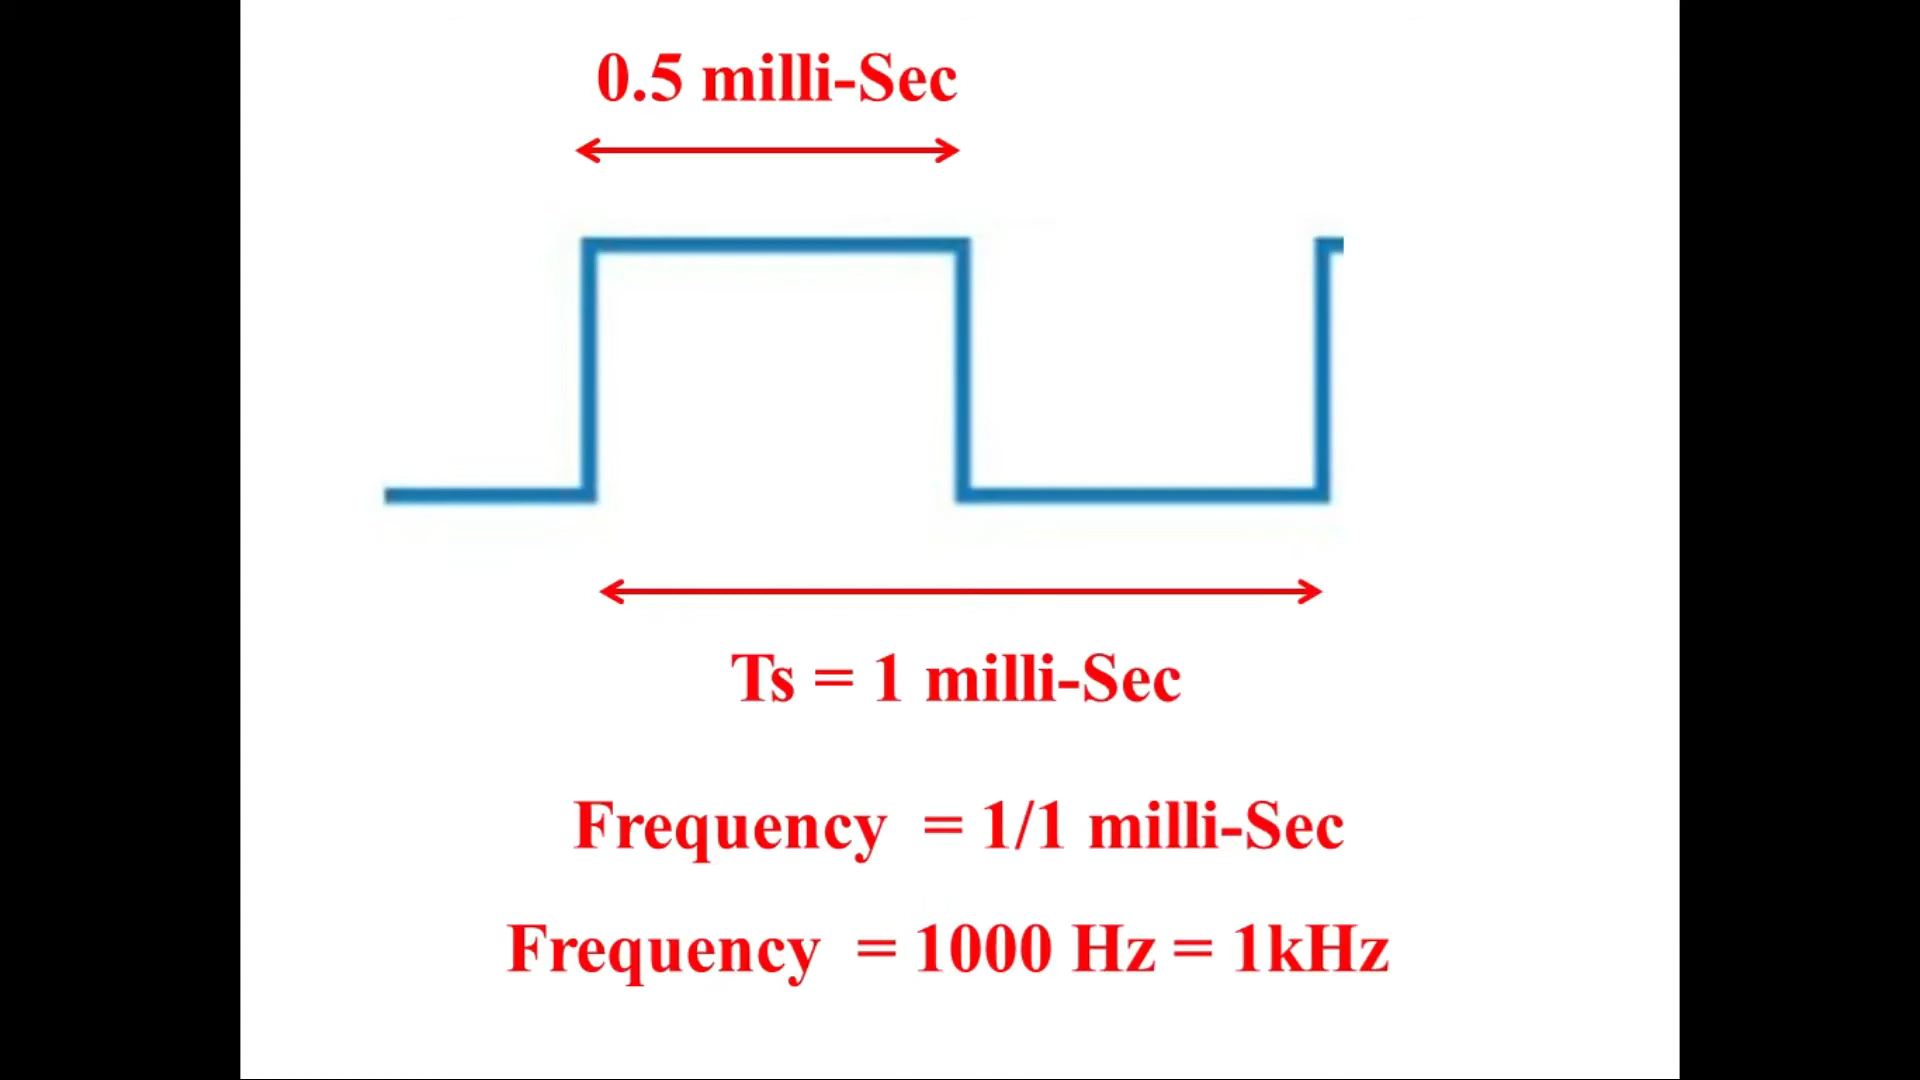 0.5 milli-Sec
Ts = 1 milli-Sec
Frequency = 1/1 milli-Sec
Frequency = 1000 Hz = 1kHz